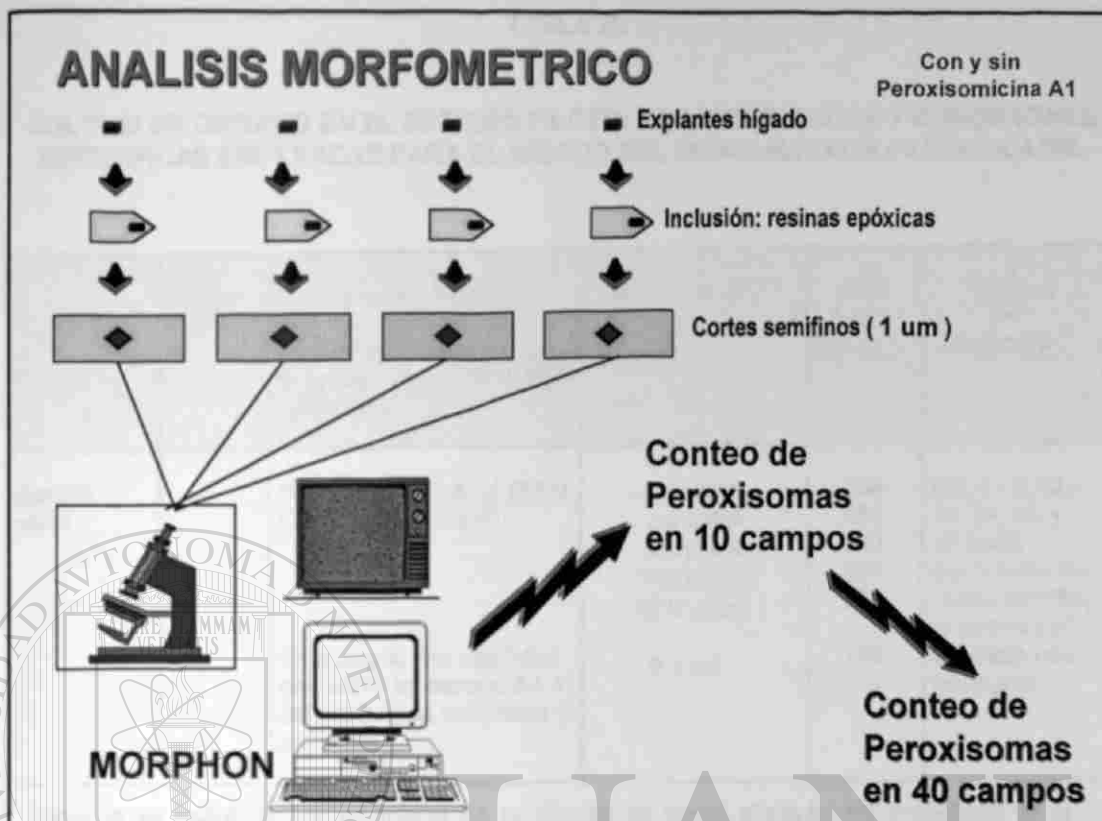 ANALISIS MORFOMETRICO
Con y sin
Peroxisomicina A1
Explantes hígado
Inclusión: resinas epóxicas
Cortes semifinos ( 1 um )
Conteo de
Peroxisomas
en 10 campos
MORPHON
Conteo de
Peroxisomas
en 40 campos
UANL